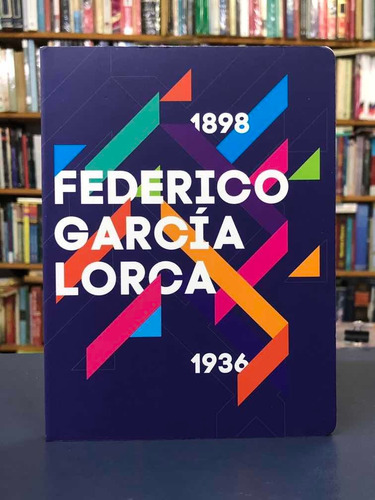 1898
FEDERICO
GARCÍA
LORCA
1936